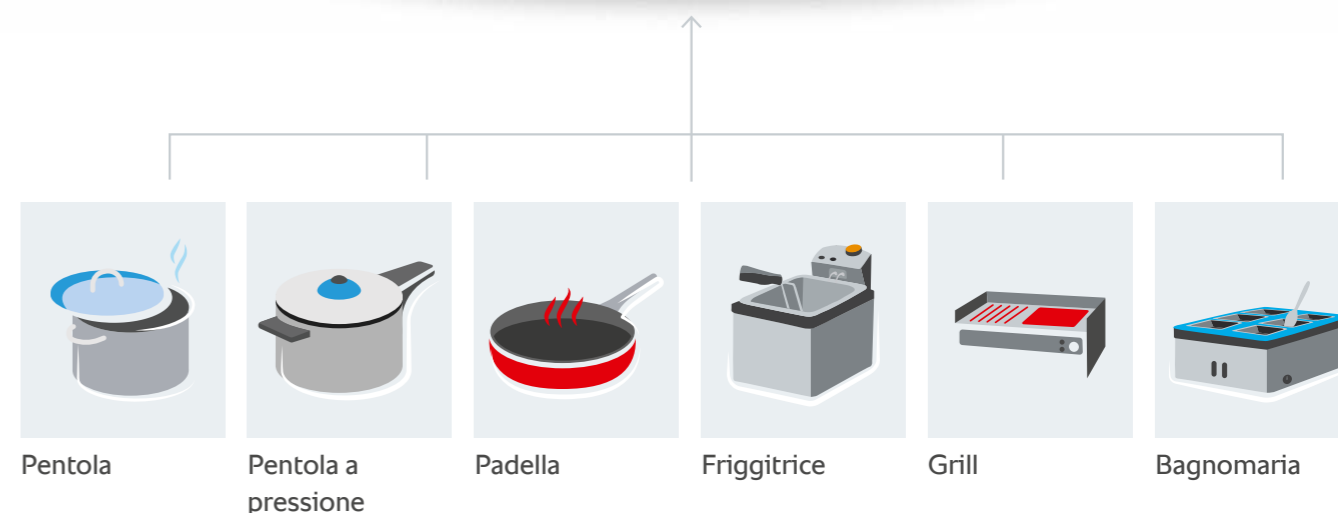 Pentola
Pentola a
pressione
Padella
Friggitrice
Grill
Bagnomaria